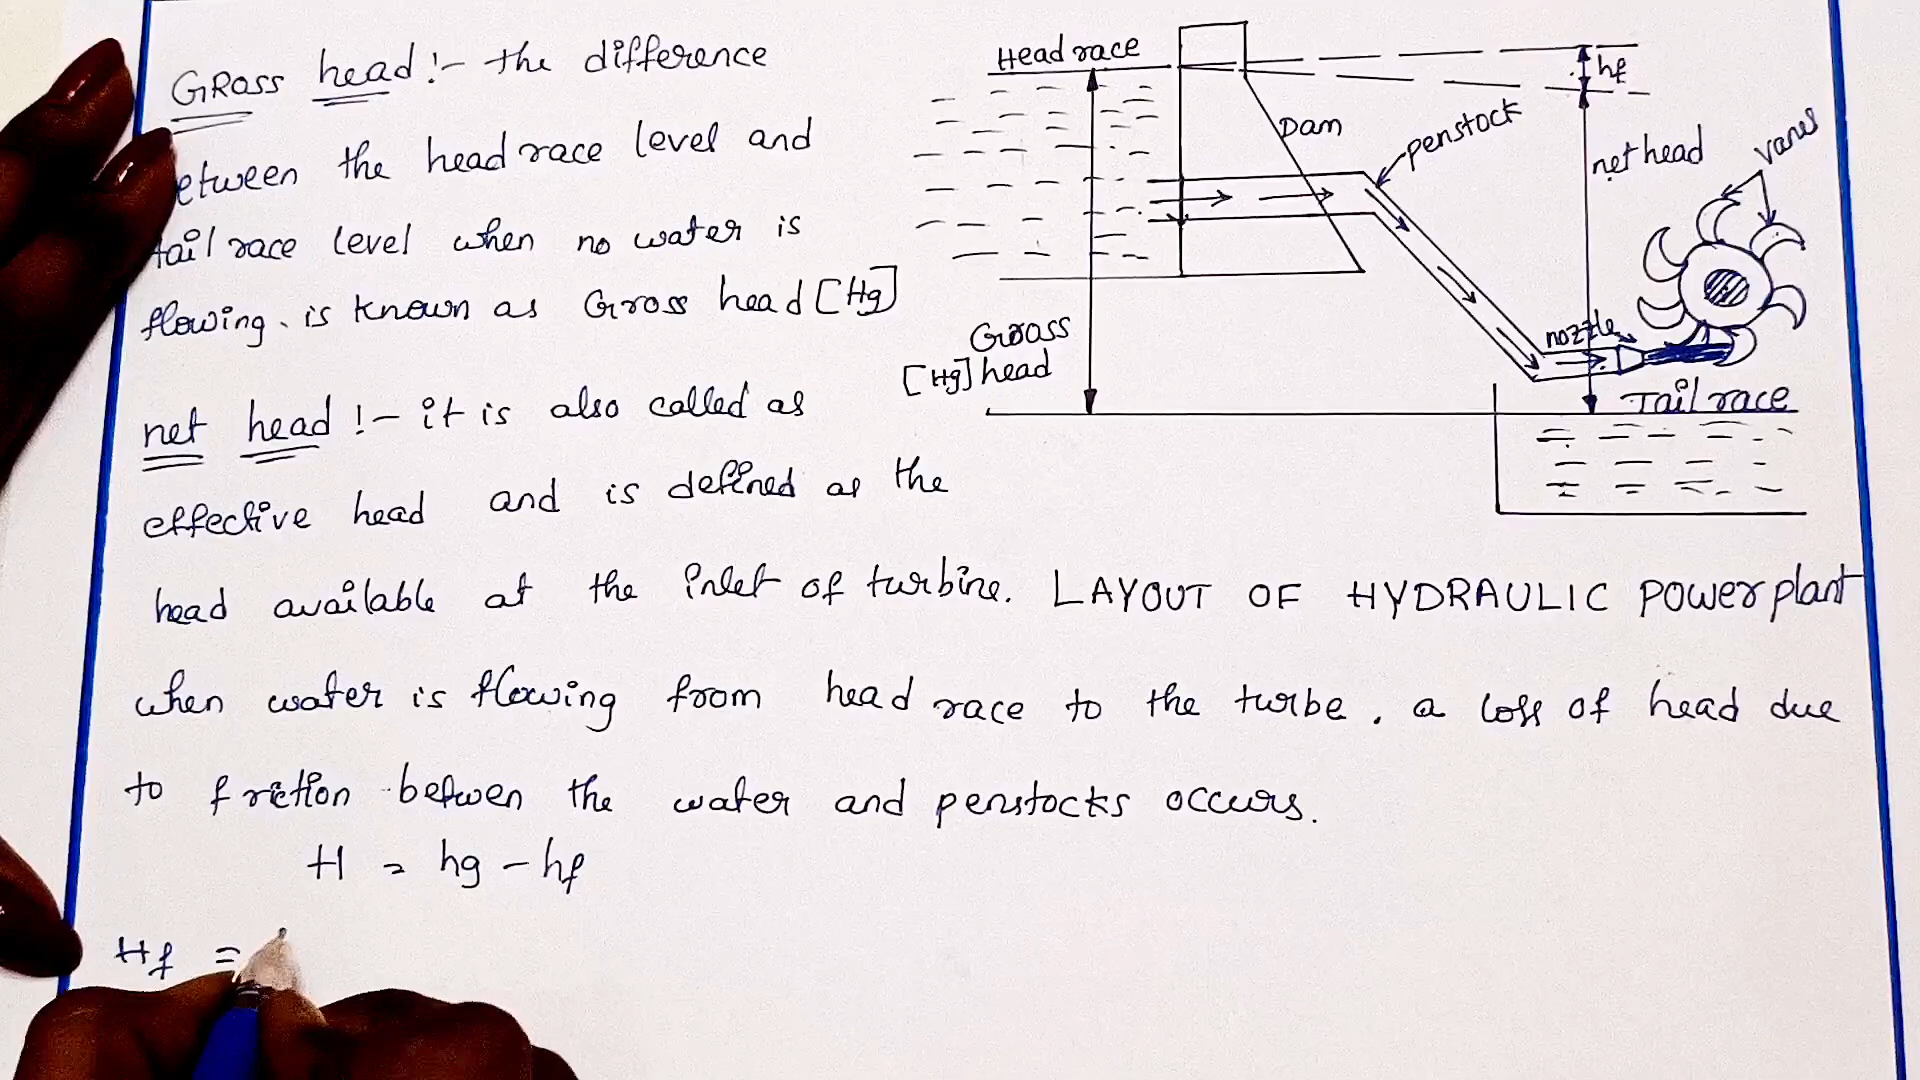 GRoss head :- the difference
etween the head race level and
tail race level when no water is
flowing. is known as Gross head [Hg]
net head :- it is also called as
effective head and is defined as the
head available at the inlet of turbine.
when water is flowing from head race to the turbe. a loss of head due
to friction between the water and penstocks occurs.
H = hg - hf
Hf =
Head race
hf
Dam
penstock
net head
vanes
nozzle
Gross
[Hg] head
Tail race
LAYOUT OF HYDRAULIC POWer plant